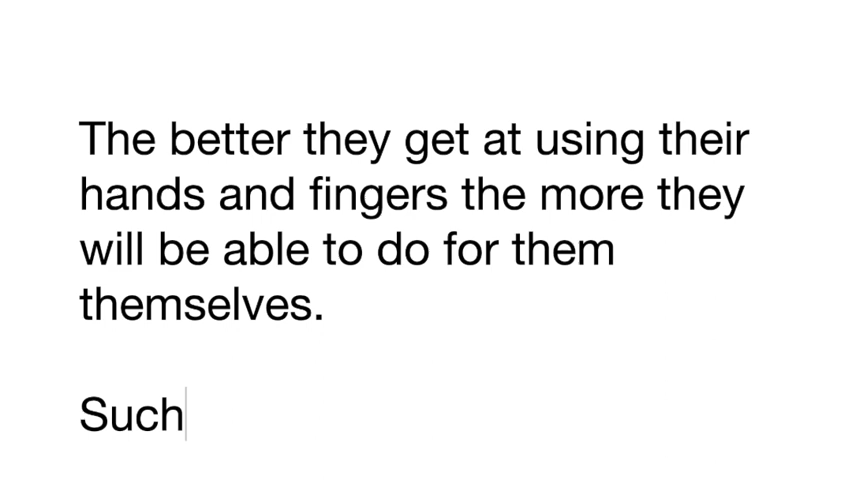 The better they get at using their
hands and fingers the more they
will be able to do for them
themselves.
Such